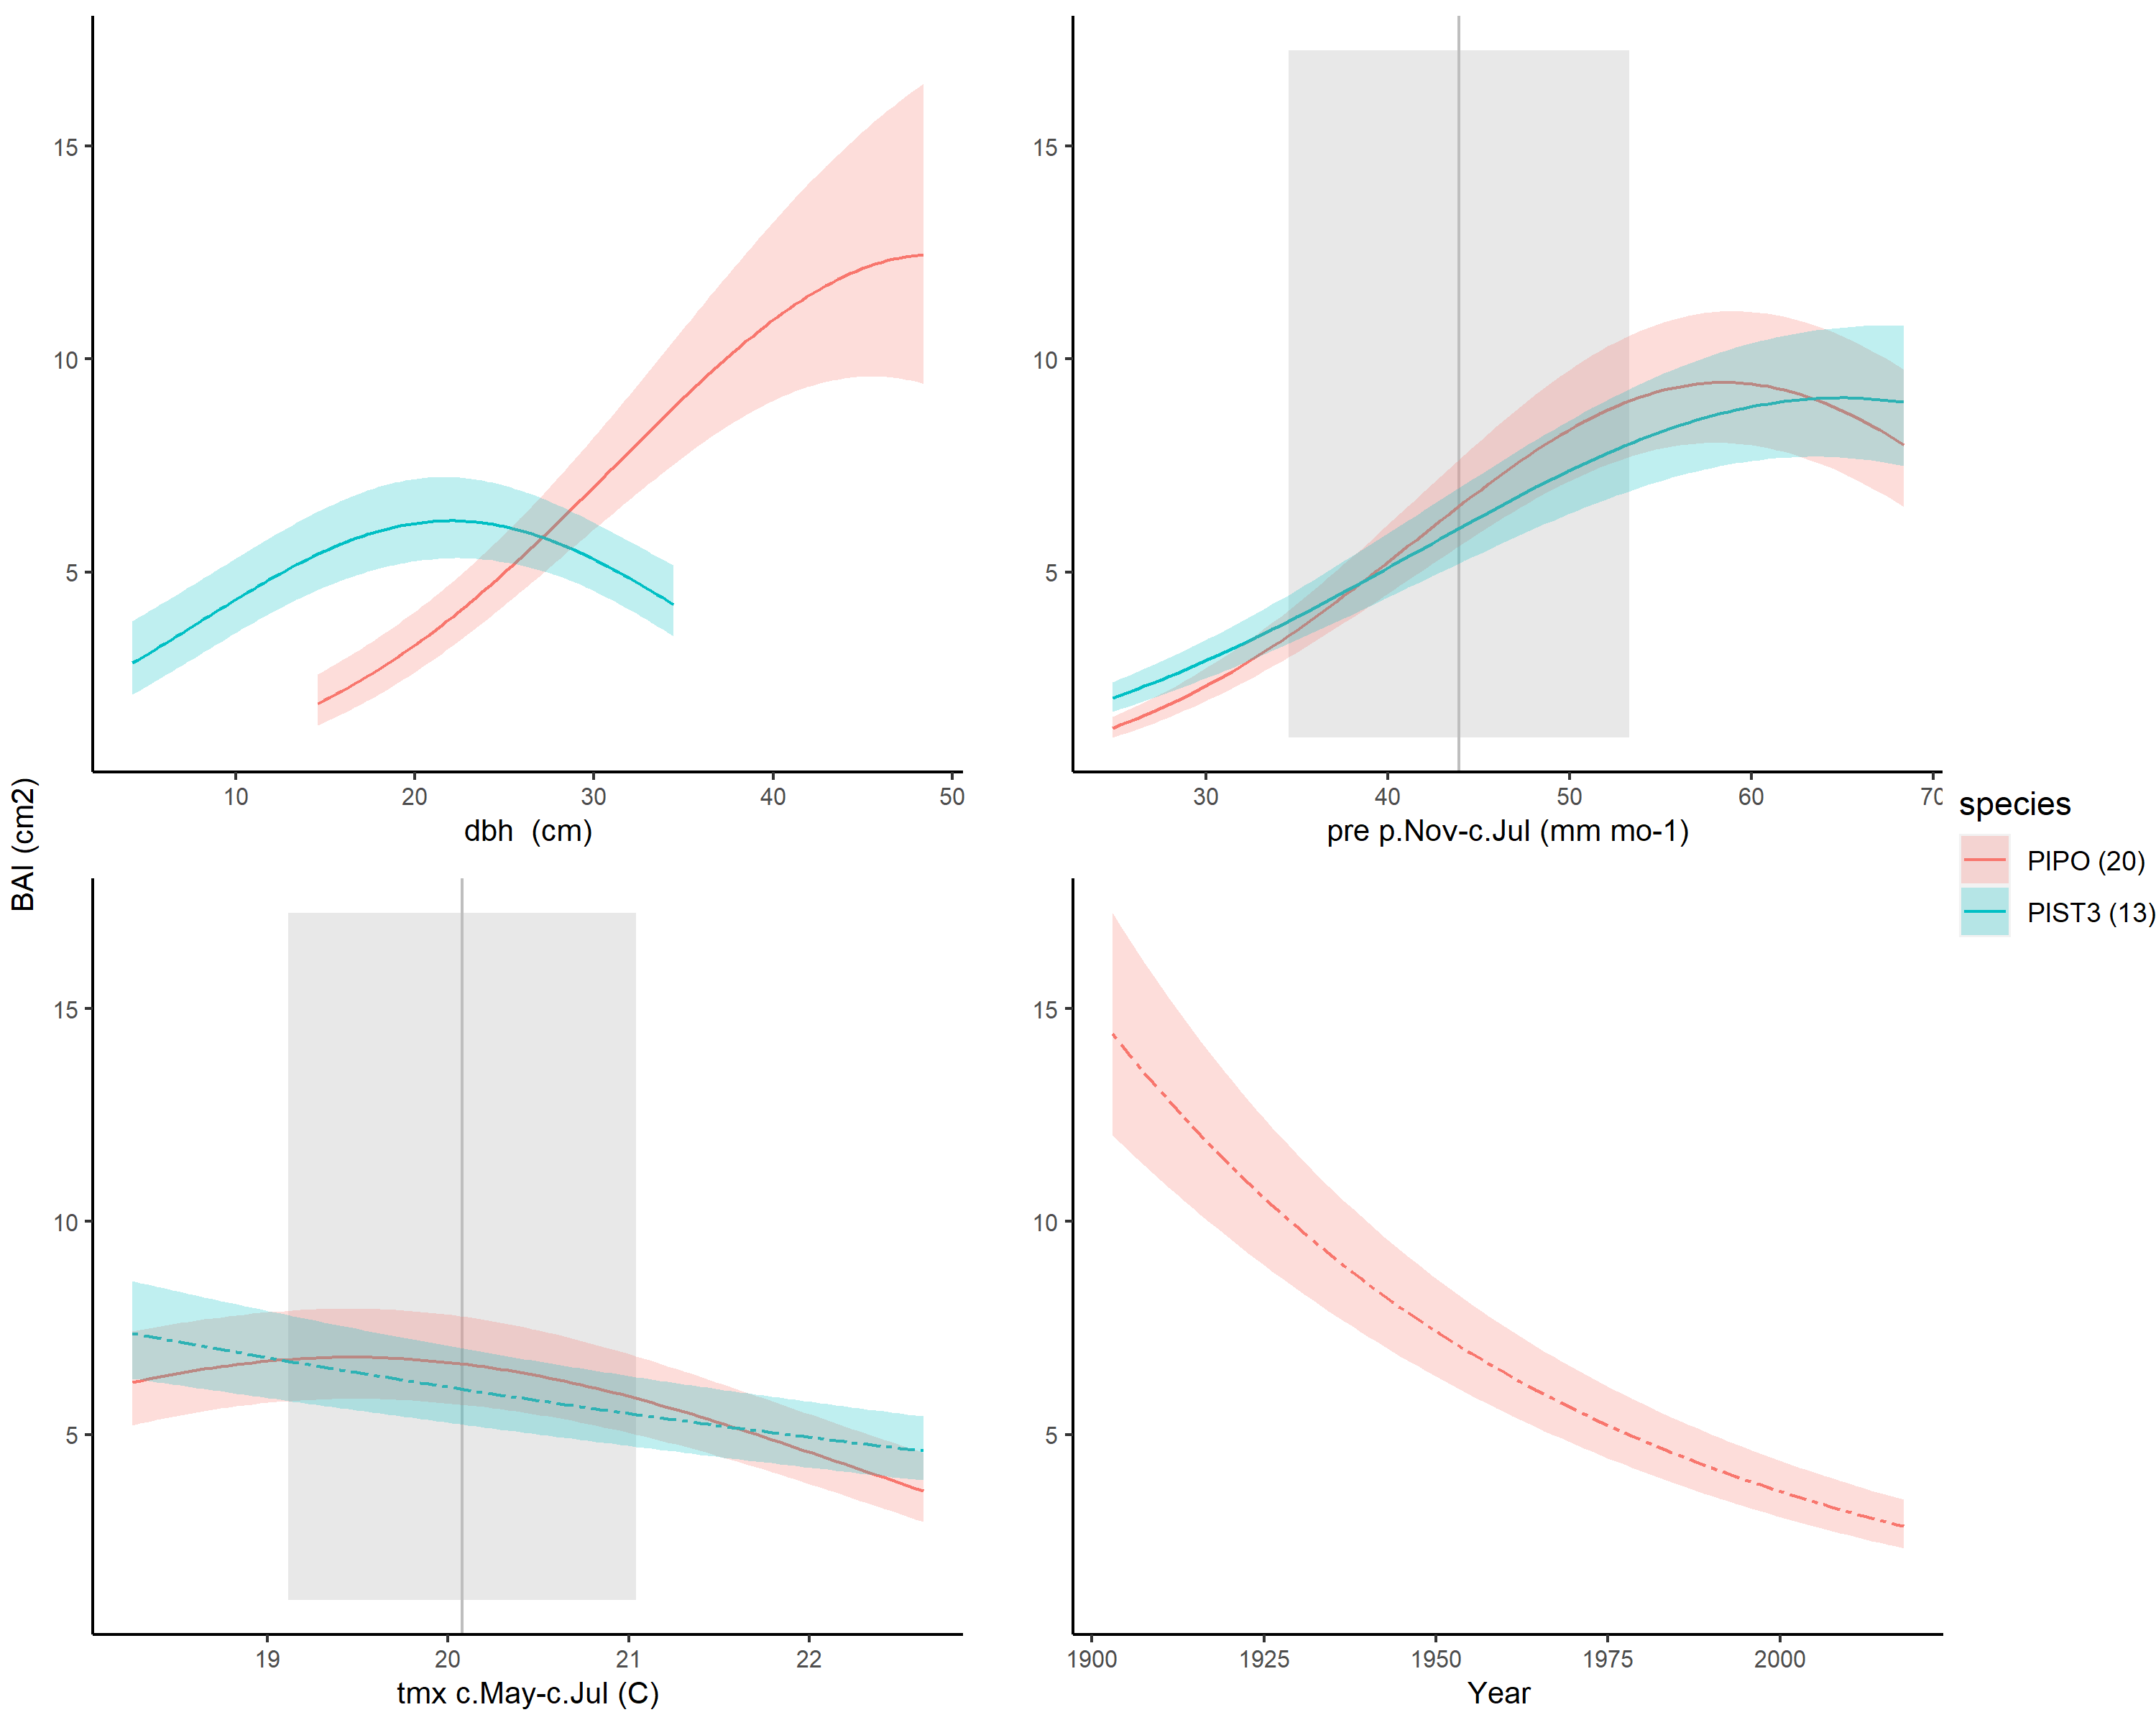 BAI (cm2)
15
10
5
10 20 30 40 50
dbh (cm)
15
10
5
30 40 50 60 70
pre p.Nov-c.Jul (mm mo-1)
species
PIPO (20)
PIST3 (13)
15
10
5
19 20 21 22
tmx c.May-c.Jul (C)
15
10
5
1900 1925 1950 1975 2000
Year